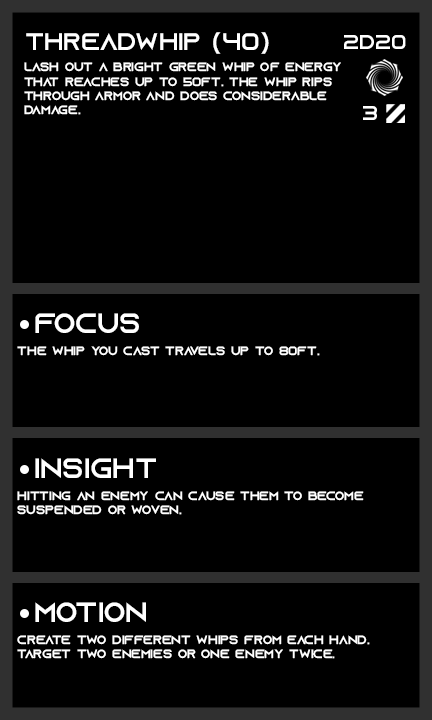 THREADWHIP (40) 2D20
LASH OUT A BRIGHT GREEN WHIP OF ENERGY
THAT REACHES UP TO 50FT. THE WHIP RIPS
THROUGH ARMOR AND DOES CONSIDERABLE
DAMAGE.
3
•FOCUS
THE WHIP YOU CAST TRAVELS UP TO 80FT.
•INSIGHT
HITTING AN ENEMY CAN CAUSE THEM TO BECOME
SUSPENDED OR WOVEN.
•MOTION
CREATE TWO DIFFERENT WHIPS FROM EACH HAND.
TARGET TWO ENEMIES OR ONE ENEMY TWICE.